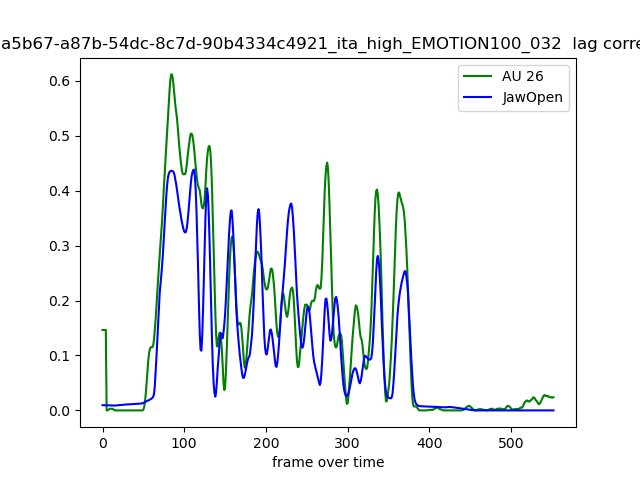 a5b67-a87b-54dc-8c7d-90b4334c4921_ita_high_EMOTION100_032 lag corre
AU 26
JawOpen
0.6
0.5
0.4
0.3
0.2
0.1
0.0
0 100 200 300 400 500
frame over time